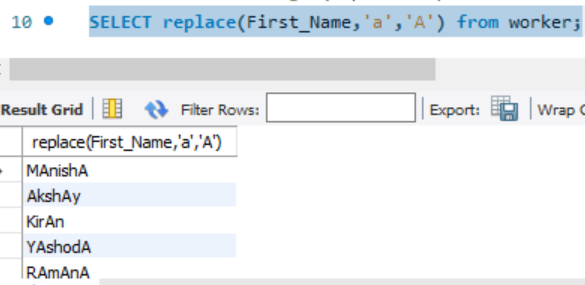 10 SELECT replace(First_Name,'a','A') from worker;
Result Grid Filter Rows: Export: Wrap C
replace(First_Name,'a','A')
MAnishA
AkshAy
KirAn
YAshodA
RAmAnA